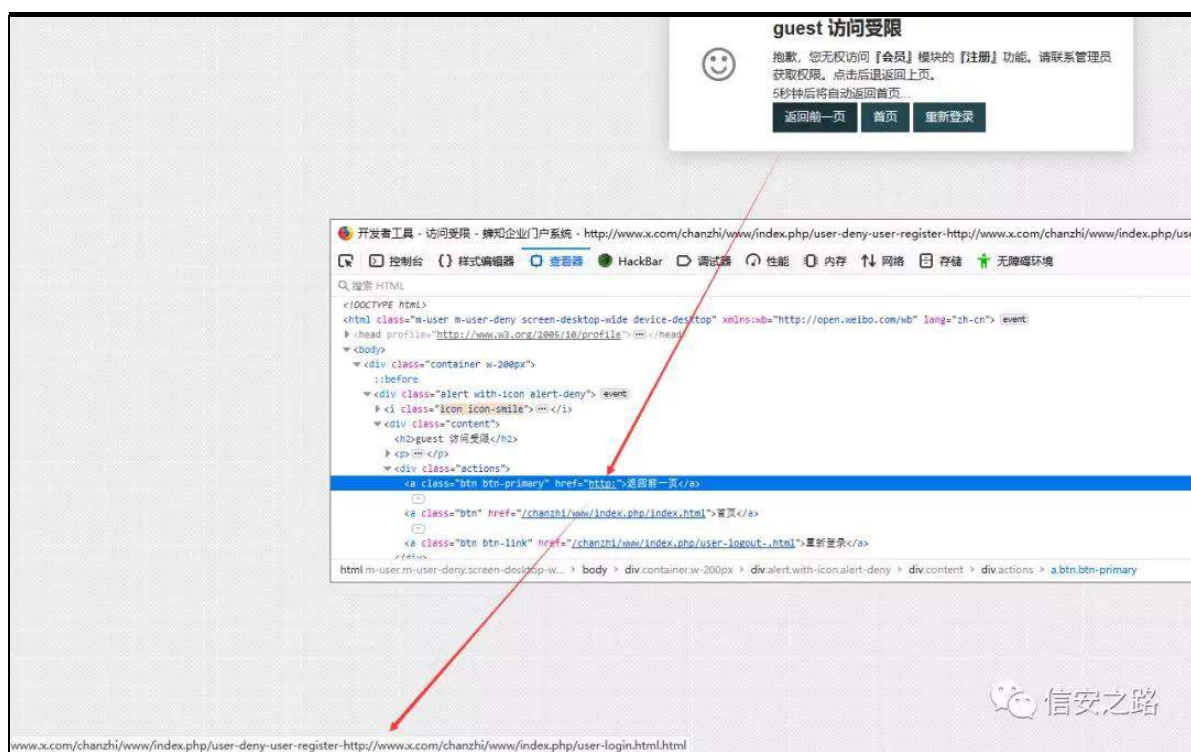 guest 访问受限
抱歉，您无权访问『会员』模块的『注册』功能。请联系管理员
获取权限。点击后退返回上页。
5秒钟后将自动返回首页...
返回前一页 首页 重新登录
开发者工具 - 访问受限 - 蝉知企业门户系统 - http://www.x.com/chanzhi/www/index.php/user-deny-user-register-http://www.x.com/chanzhi/www/index.php/us
控制台 {} 样式编辑器 查看器 HackBar 调试器 性能 内存 网络 存储 无障碍环境
搜索 HTML
<!DOCTYPE html>
<html class="m-user m-user-deny screen-desktop-wide device-desktop" xmlns:wb="http://open.weibo.com/wb" lang="zh-cn"> event
<head profile="http://www.w3.org/2005/10/profile">…</head>
<body>
<div class="container w-200px">
::before
<div class="alert with-icon alert-deny"> event
<i class="icon icon-smile">…</i>
<div class="content">
<h2>guest 访问受限</h2>
<p>…</p>
<div class="actions">
<a class="btn btn-primary" href="http:">返回前一页</a>
<a class="btn" href="/chanzhi/www/index.php/index.html">首页</a>
<a class="btn btn-link" href="/chanzhi/www/index.php/user-logout-.html">重新登录</a>
</div>
html.m-user.m-user-deny.screen-desktop-w... > body > div.container.w-200px > div.alert.with-icon.alert-deny > div.content > div.actions > a.btn.btn-primary
信安之路
www.x.com/chanzhi/www/index.php/user-deny-user-register-http://www.x.com/chanzhi/www/index.php/user-login.html.html